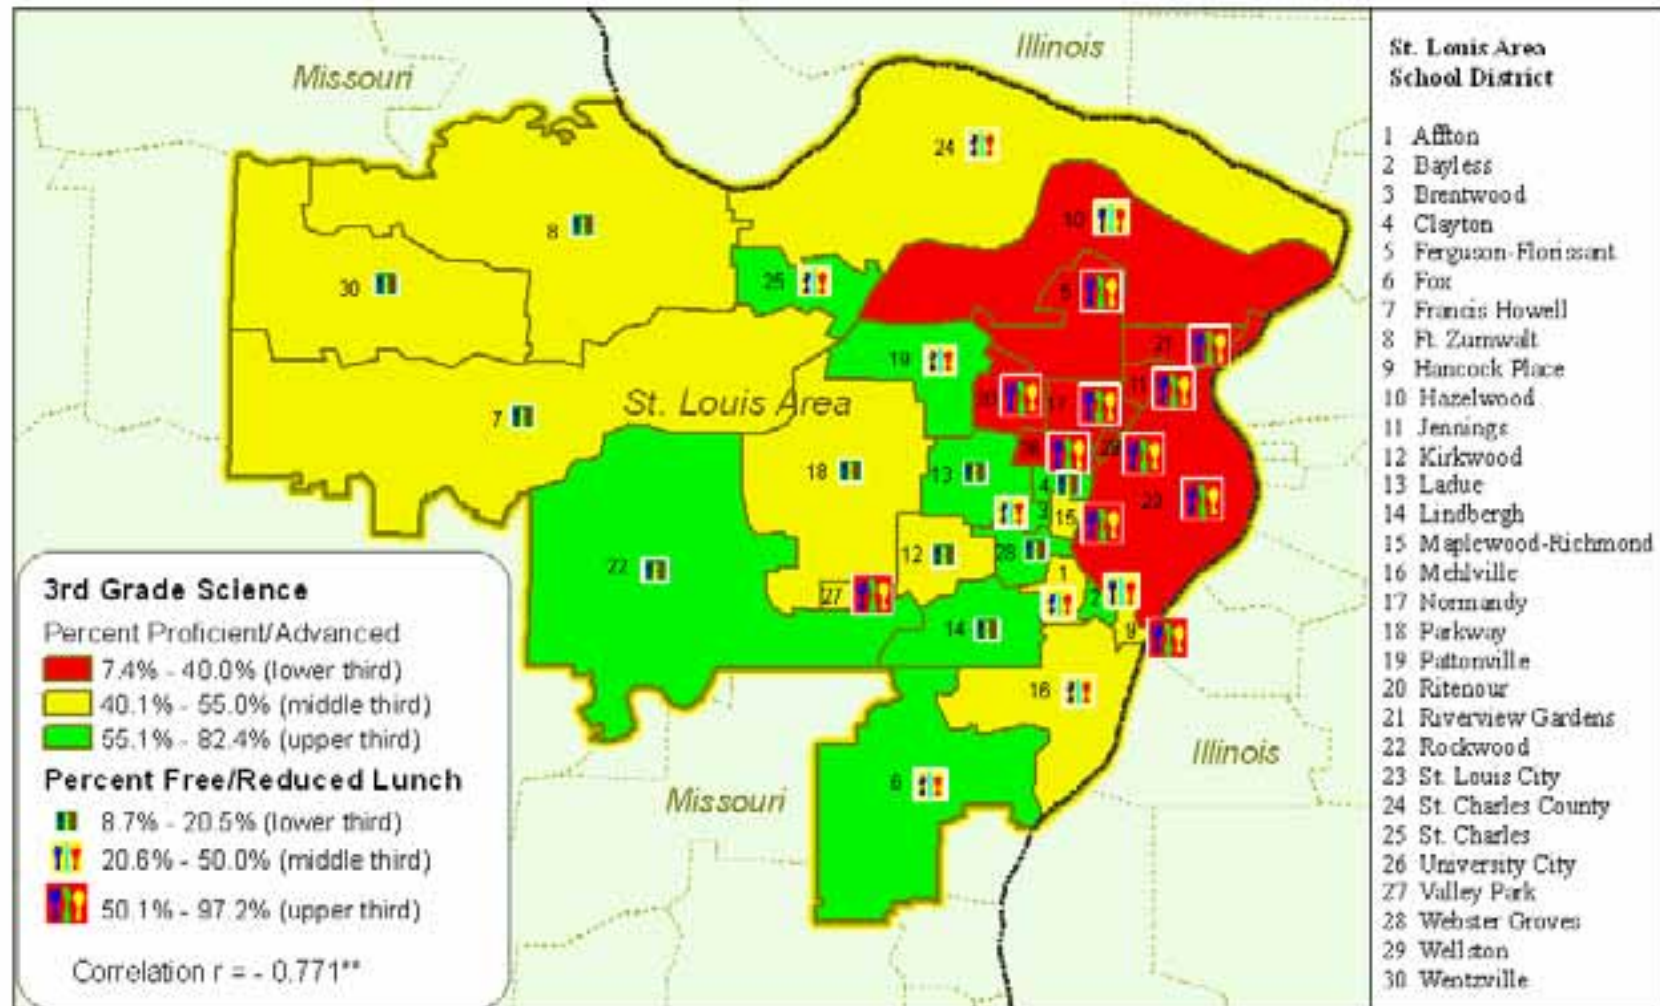 Illinois
Missouri
24
10
8
25
5
30
21
19
11
20
17
St. Louis Area
7
26
29
18
13
4
23
3
15
12
28
22
1
27
2
14
9
16
Illinois
6
Missouri
3rd Grade Science
Percent Proficient/Advanced
7.4% - 40.0% (lower third)
40.1% - 55.0% (middle third)
55.1% - 82.4% (upper third)
Percent Free/Reduced Lunch
8.7% - 20.5% (lower third)
20.6% - 50.0% (middle third)
50.1% - 97.2% (upper third)
Correlation r = - 0.771**
St. Louis Area
School District
1 Affton
2 Bayless
3 Brentwood
4 Clayton
5 Ferguson-Florissant
6 Fox
7 Francis Howell
8 Ft. Zumwalt
9 Hancock Place
10 Hazelwood
11 Jennings
12 Kirkwood
13 Ladue
14 Lindbergh
15 Maplewood-Richmond
16 Mehlville
17 Normandy
18 Parkway
19 Pattonville
20 Ritenour
21 Riverview Gardens
22 Rockwood
23 St. Louis City
24 St. Charles County
25 St. Charles
26 University City
27 Valley Park
28 Webster Groves
29 Wellston
30 Wentzville